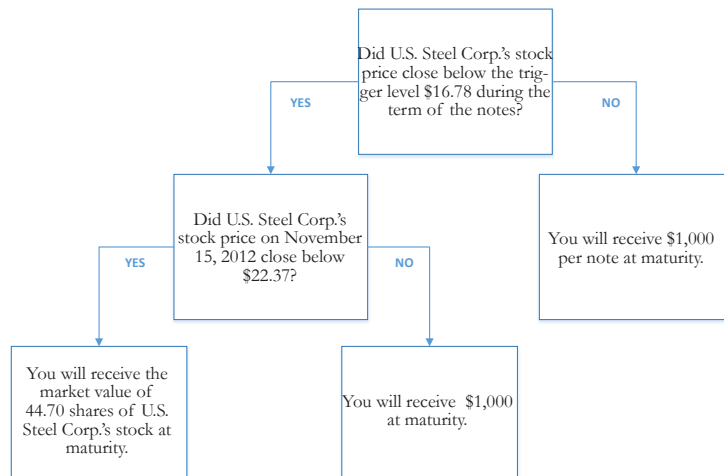 Did U.S. Steel Corp.'s stock
price close below the trig-
ger level $16.78 during the
term of the notes?
YES
NO
Did U.S. Steel Corp.'s
stock price on November
15, 2012 close below
$22.37?
You will receive $1,000
per note at maturity.
YES
NO
You will receive the
market value of
44.70 shares of U.S.
Steel Corp.'s stock at
maturity.
You will receive $1,000
at maturity.